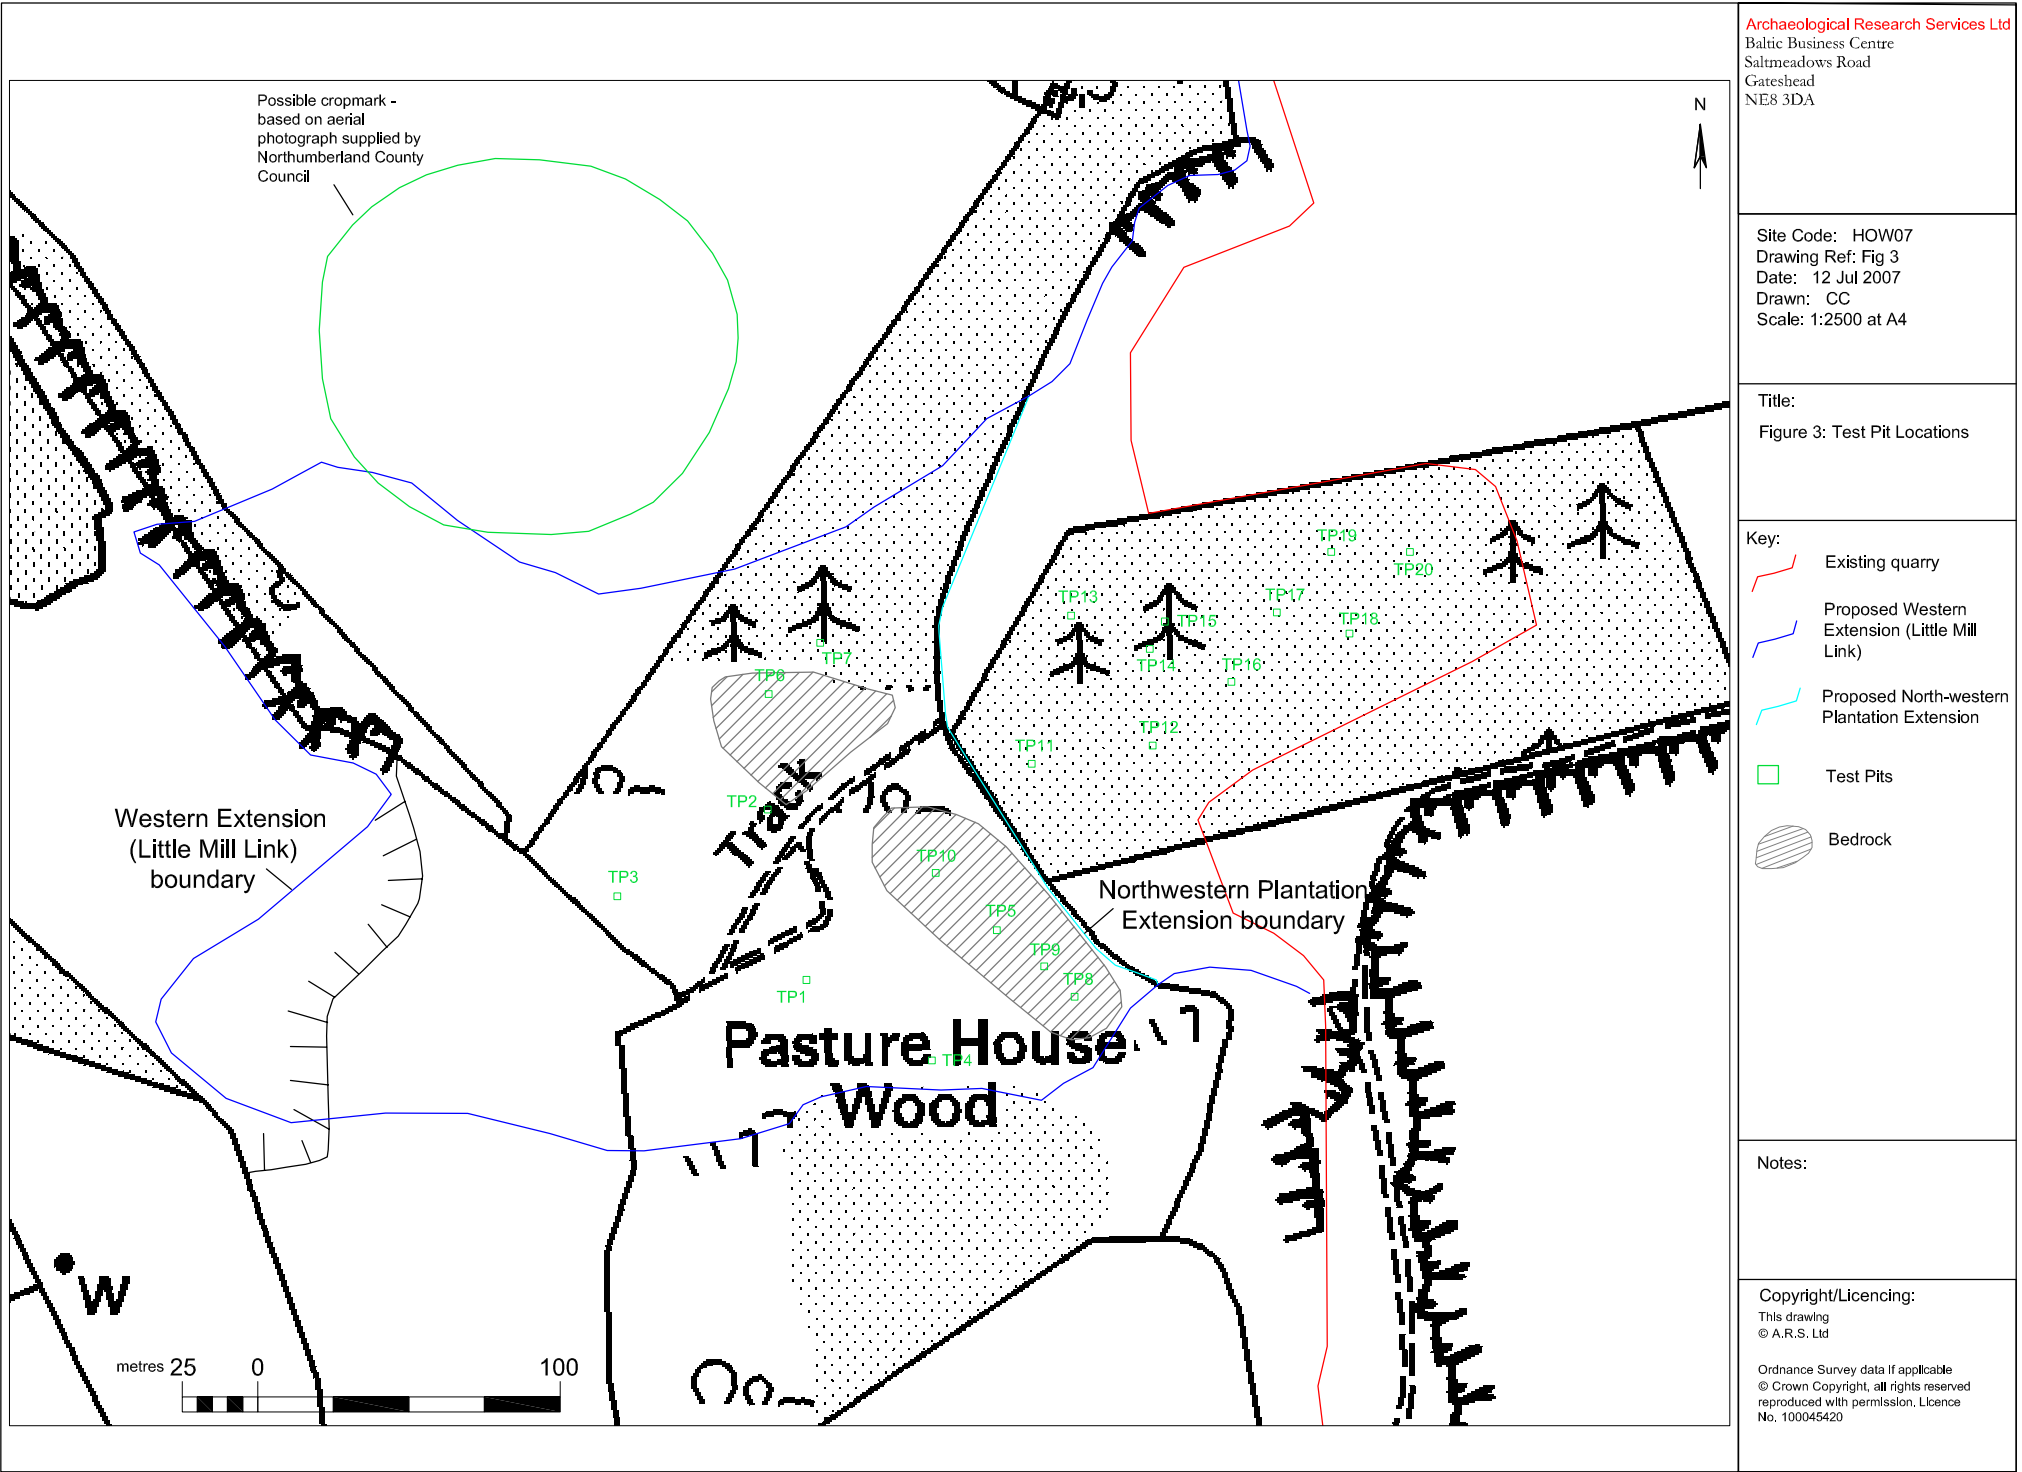 Archaeological Research Services Ltd
Baltic Business Centre
Saltmeadows Road
Gateshead
NE8 3DA
Site Code: HOW07
Drawing Ref: Fig 3
Date: 12 Jul 2007
Drawn: CC
Scale: 1:2500 at A4
Title:
Figure 3: Test Pit Locations
Key:
Existing quarry
Proposed Western
Extension (Little Mill
Link)
Proposed North-western
Plantation Extension
Test Pits
Bedrock
Notes:
Copyright/Licencing:
This drawing
© A.R.S. Ltd
Ordnance Survey data if applicable
© Crown Copyright, all rights reserved
reproduced with permission. Licence
No. 100045420
Possible cropmark -
based on aerial
photograph supplied by
Northumberland County
Council
N
TP19
TP20
TP13
TP15
TP17
TP18
TP14
TP16
TP7
TP6
TP12
TP11
TP2
Track
Western Extension
(Little Mill Link)
boundary
TP3
TP10
TP5
TP9
TP8
Northwestern Plantation
Extension boundary
TP1
Pasture House
Wood
TP4
W
metres 25 0 100